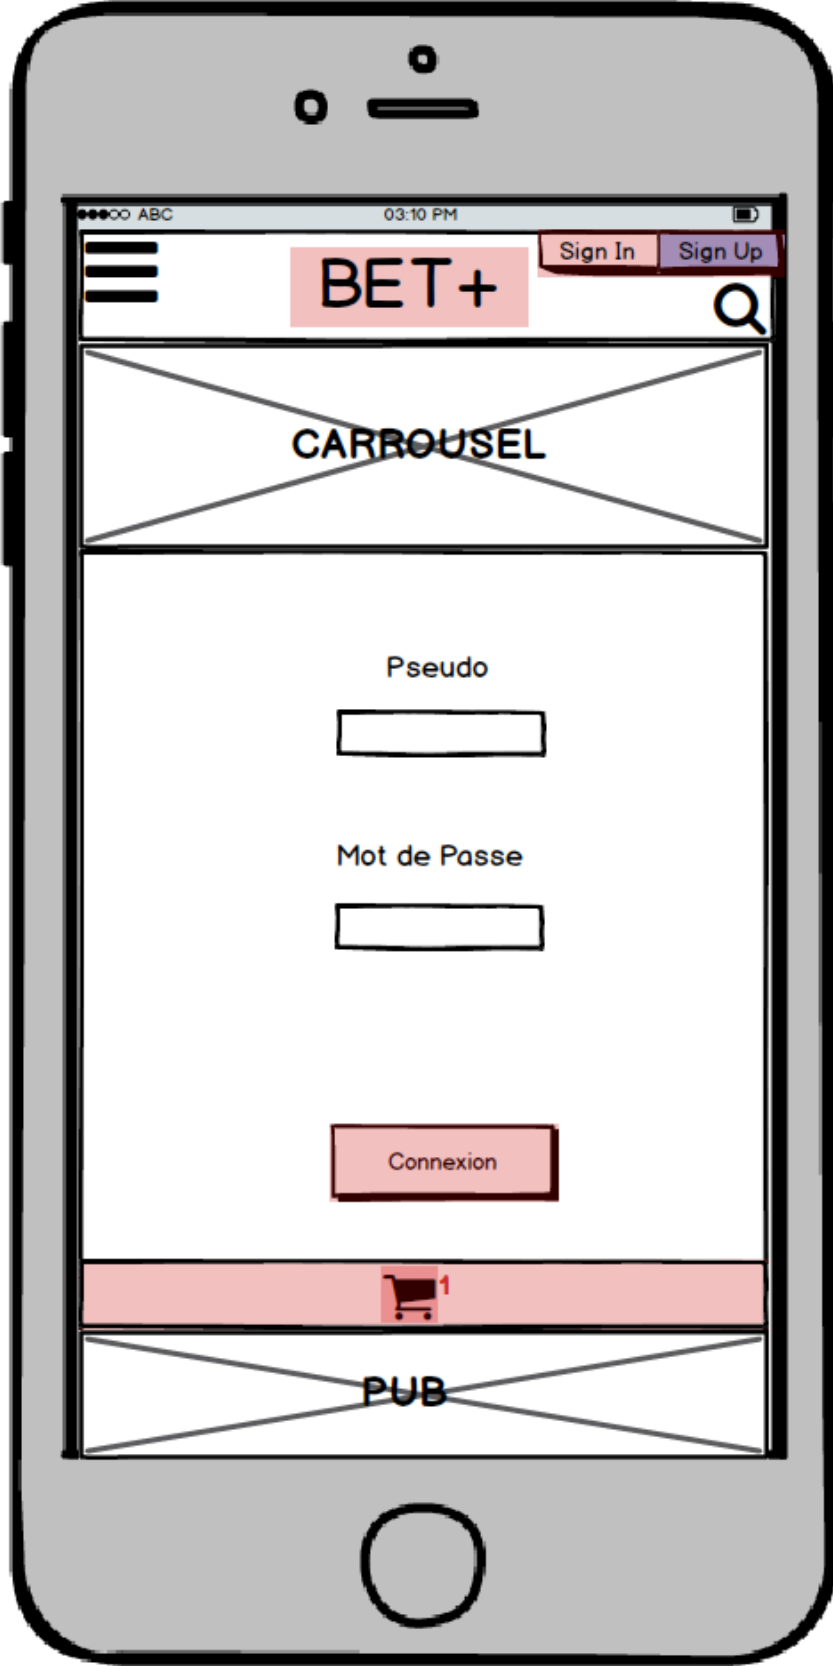 ABC 03:10 PM
Sign In Sign Up
BET+
CARROUSEL
Pseudo
Mot de Passe
Connexion
1
PUB